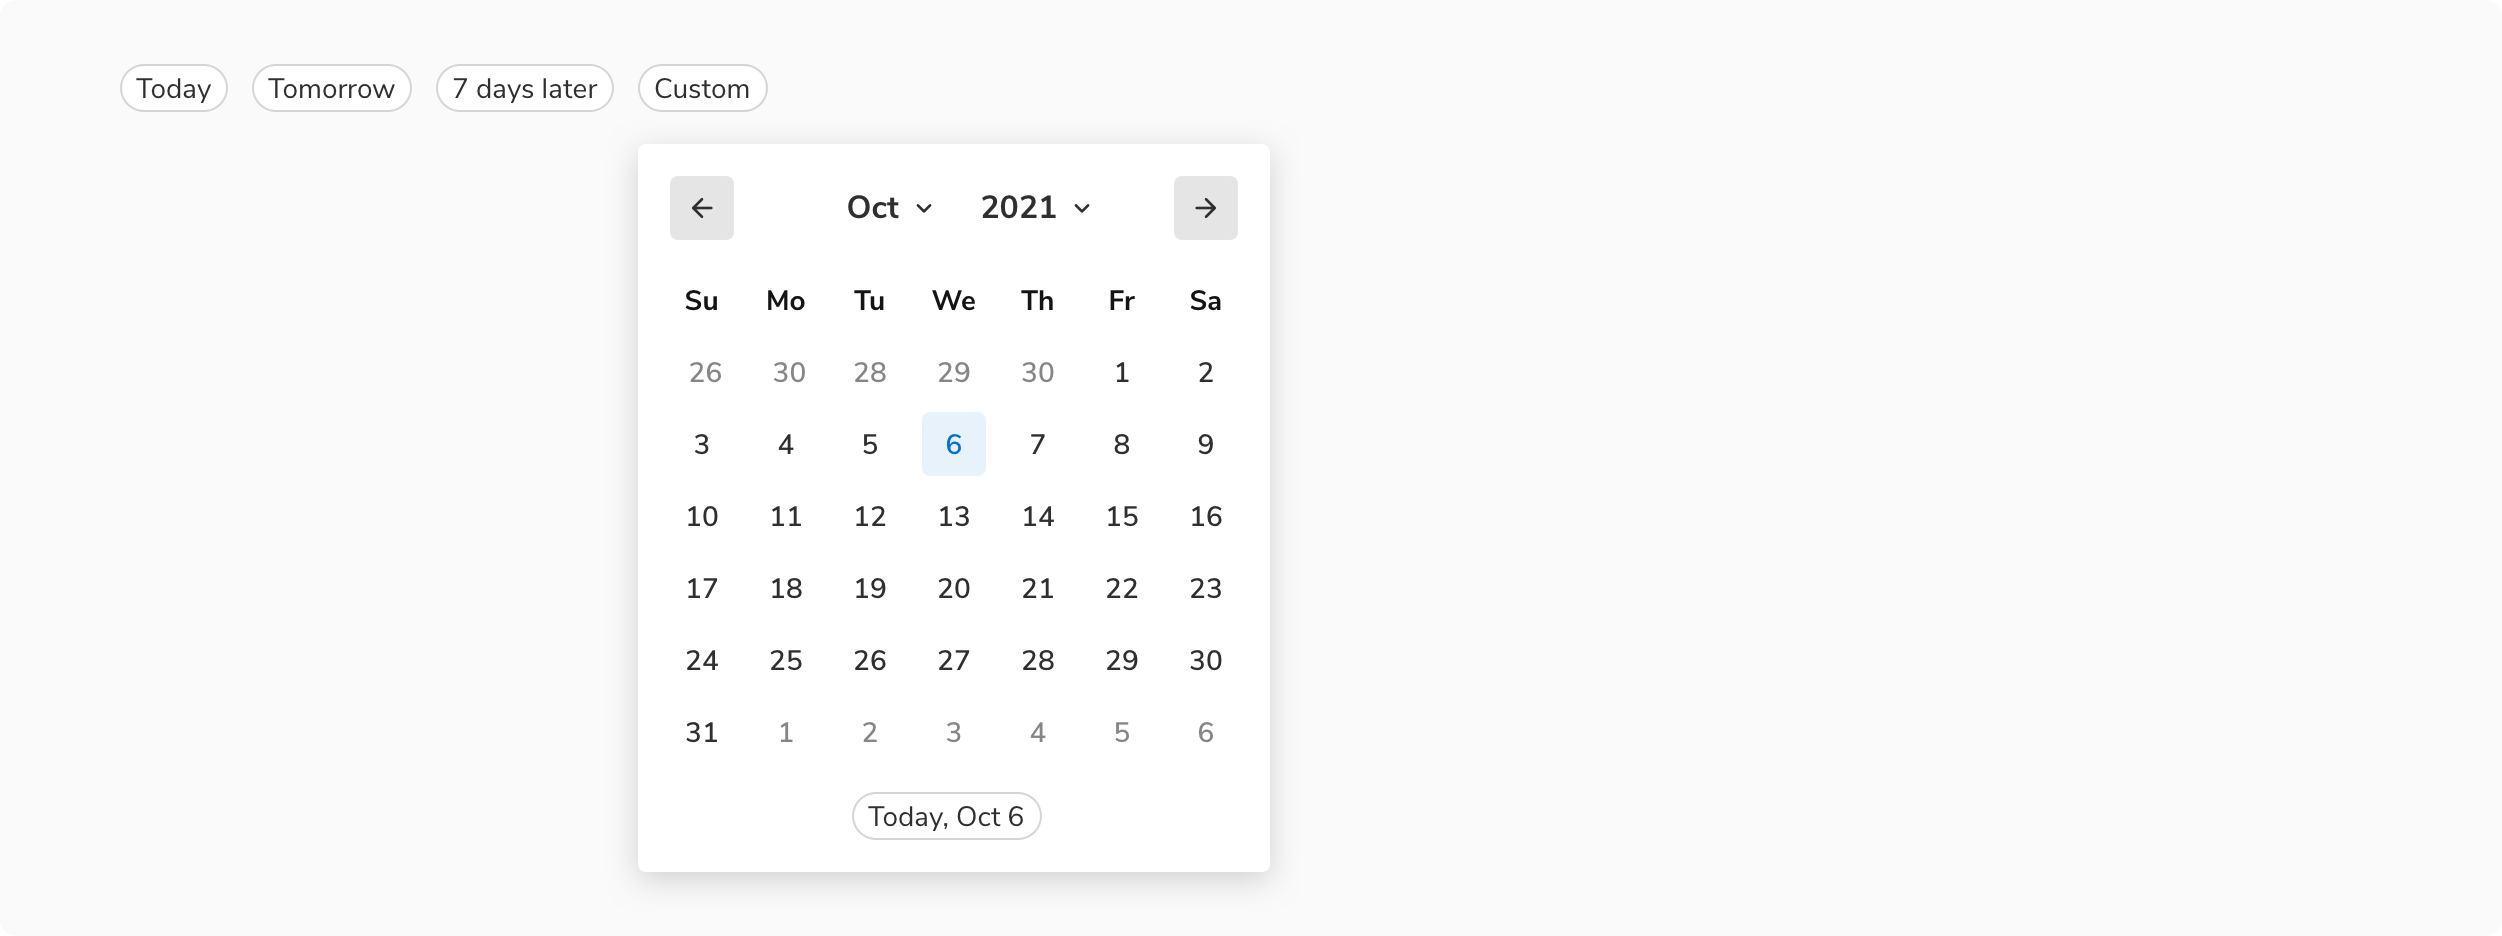 Today Tomorrow 7 days later Custom
Oct 2021
Su Mo Tu We Th Fr Sa
26 30 28 29 30 1 2
3 4 5 6 7 8 9
10 11 12 13 14 15 16
17 18 19 20 21 22 23
24 25 26 27 28 29 30
31 1 2 3 4 5 6
Today, Oct 6